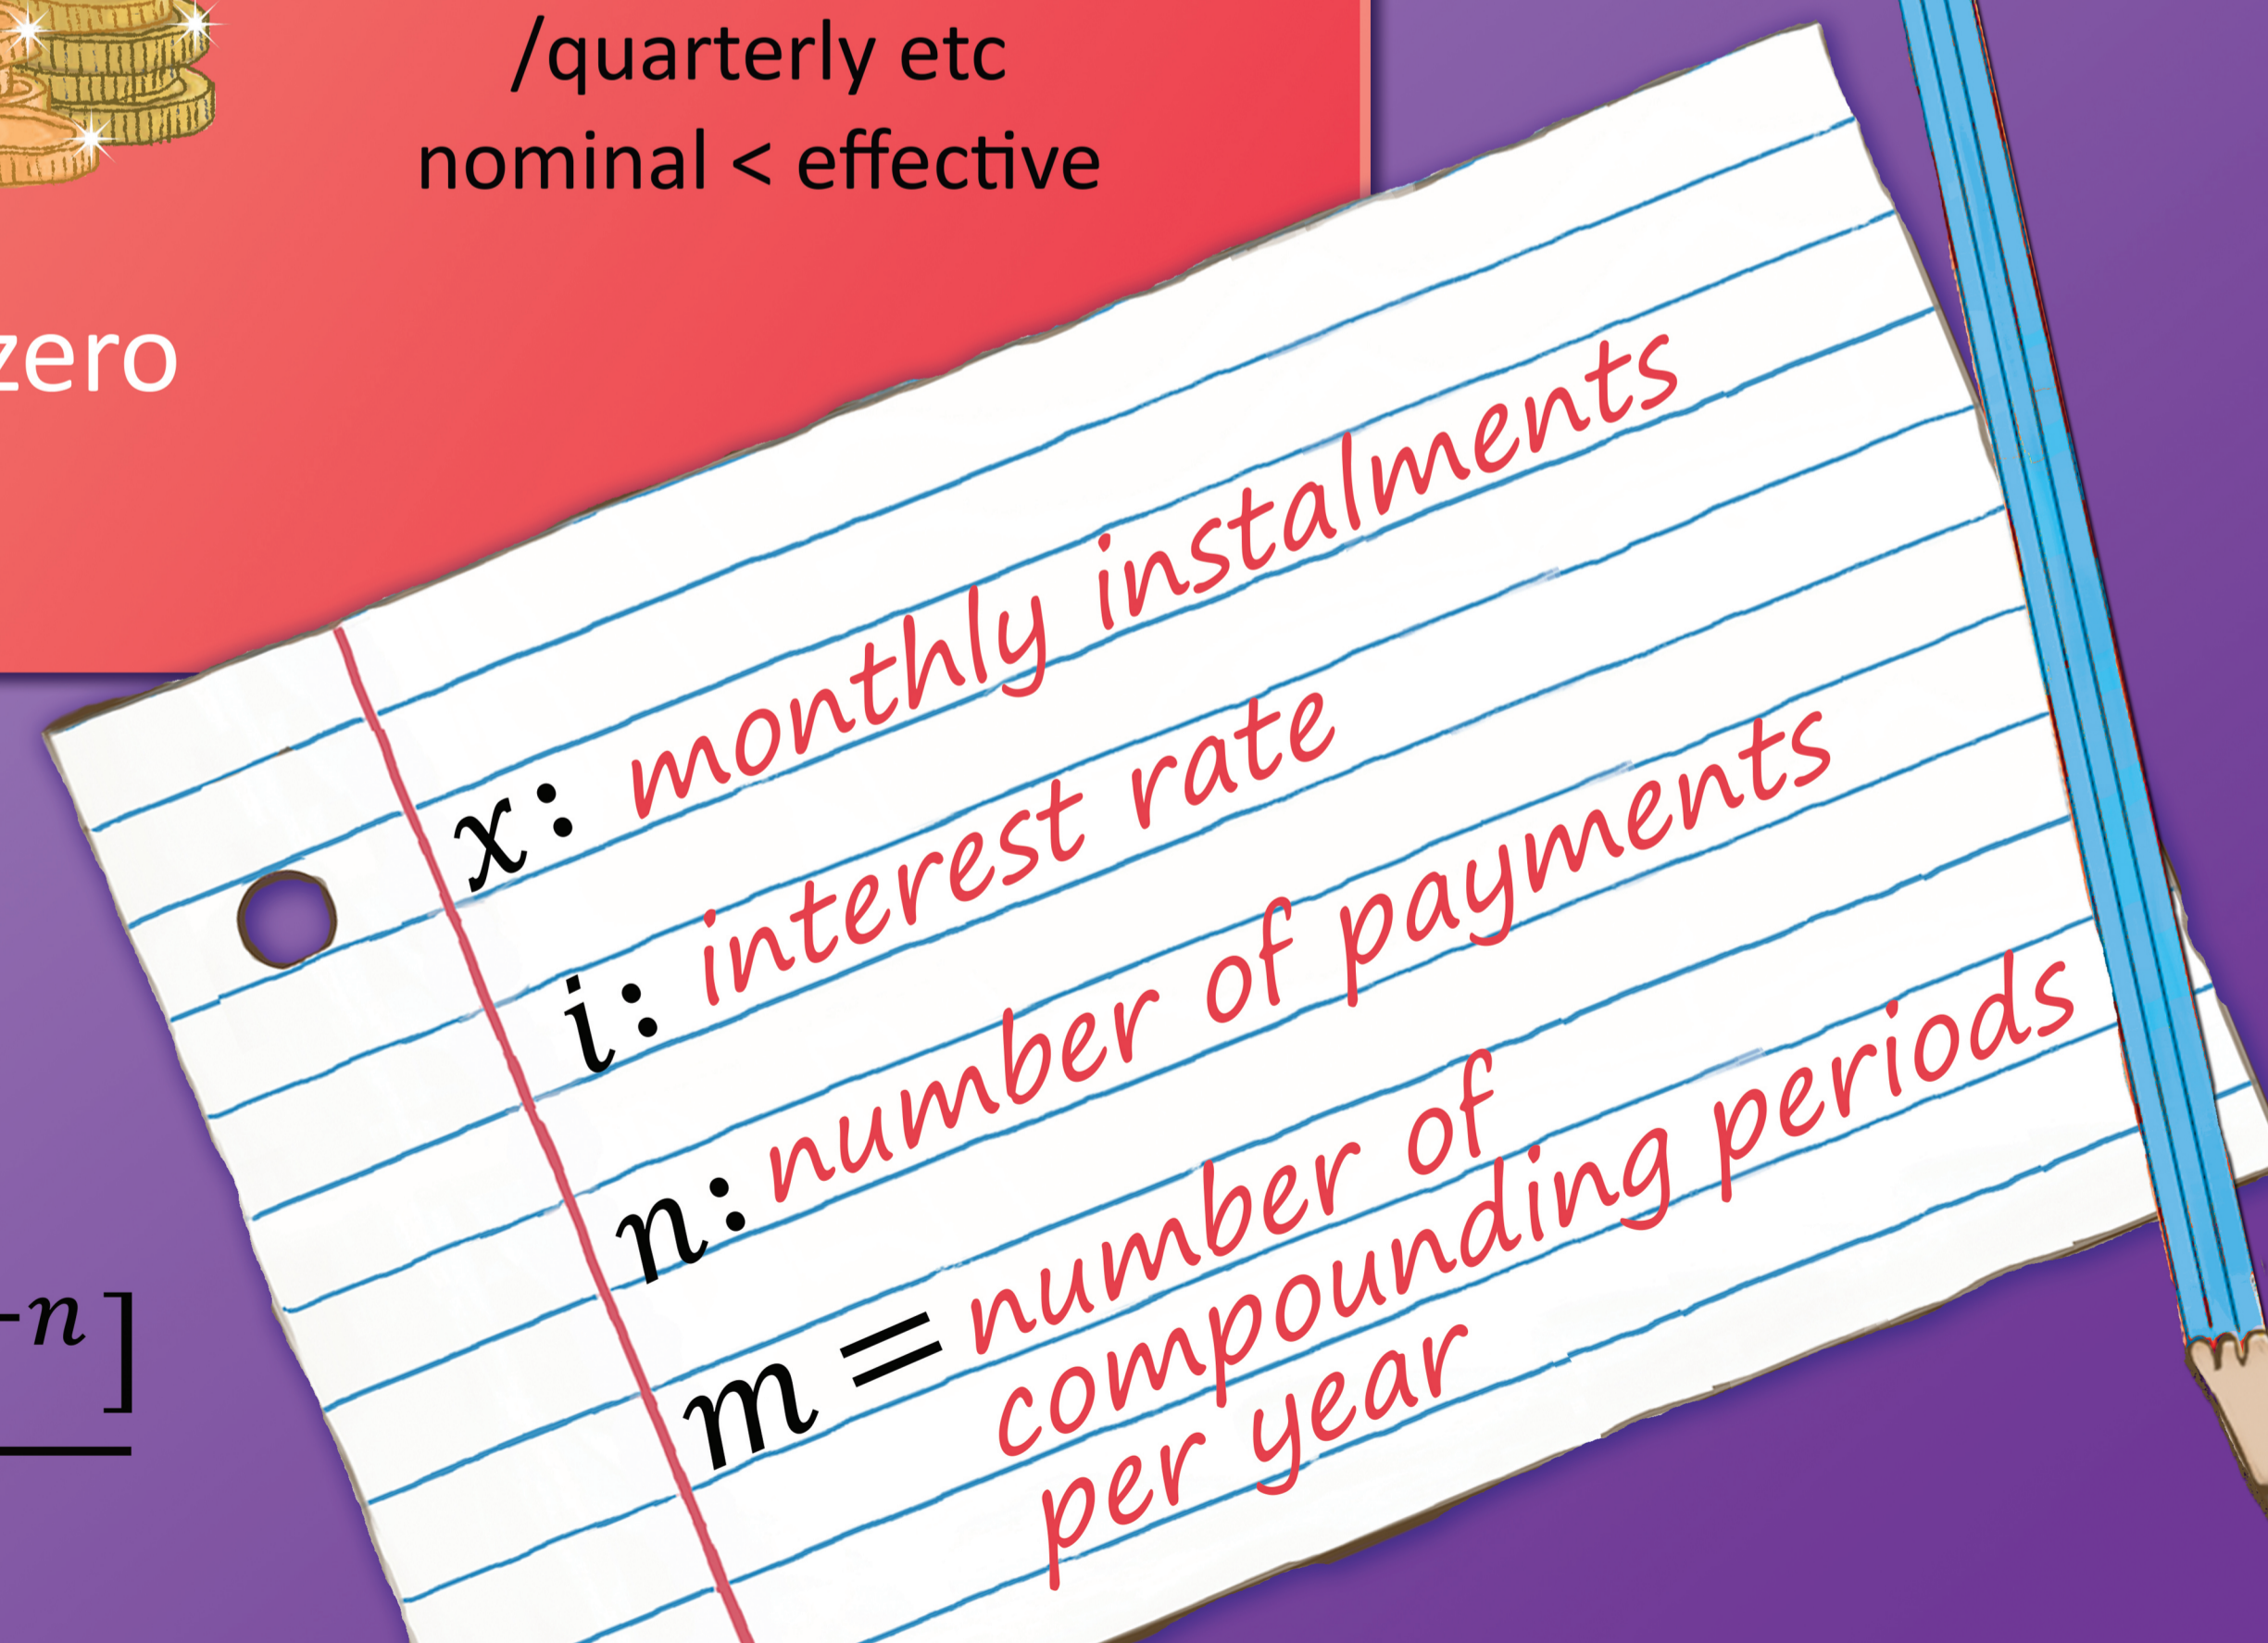 /quarterly etc
nominal < effective
zero
x: monthly instalments
i: interest rate
n: number of payments
m = number of
compounding periods
per year
-n ]